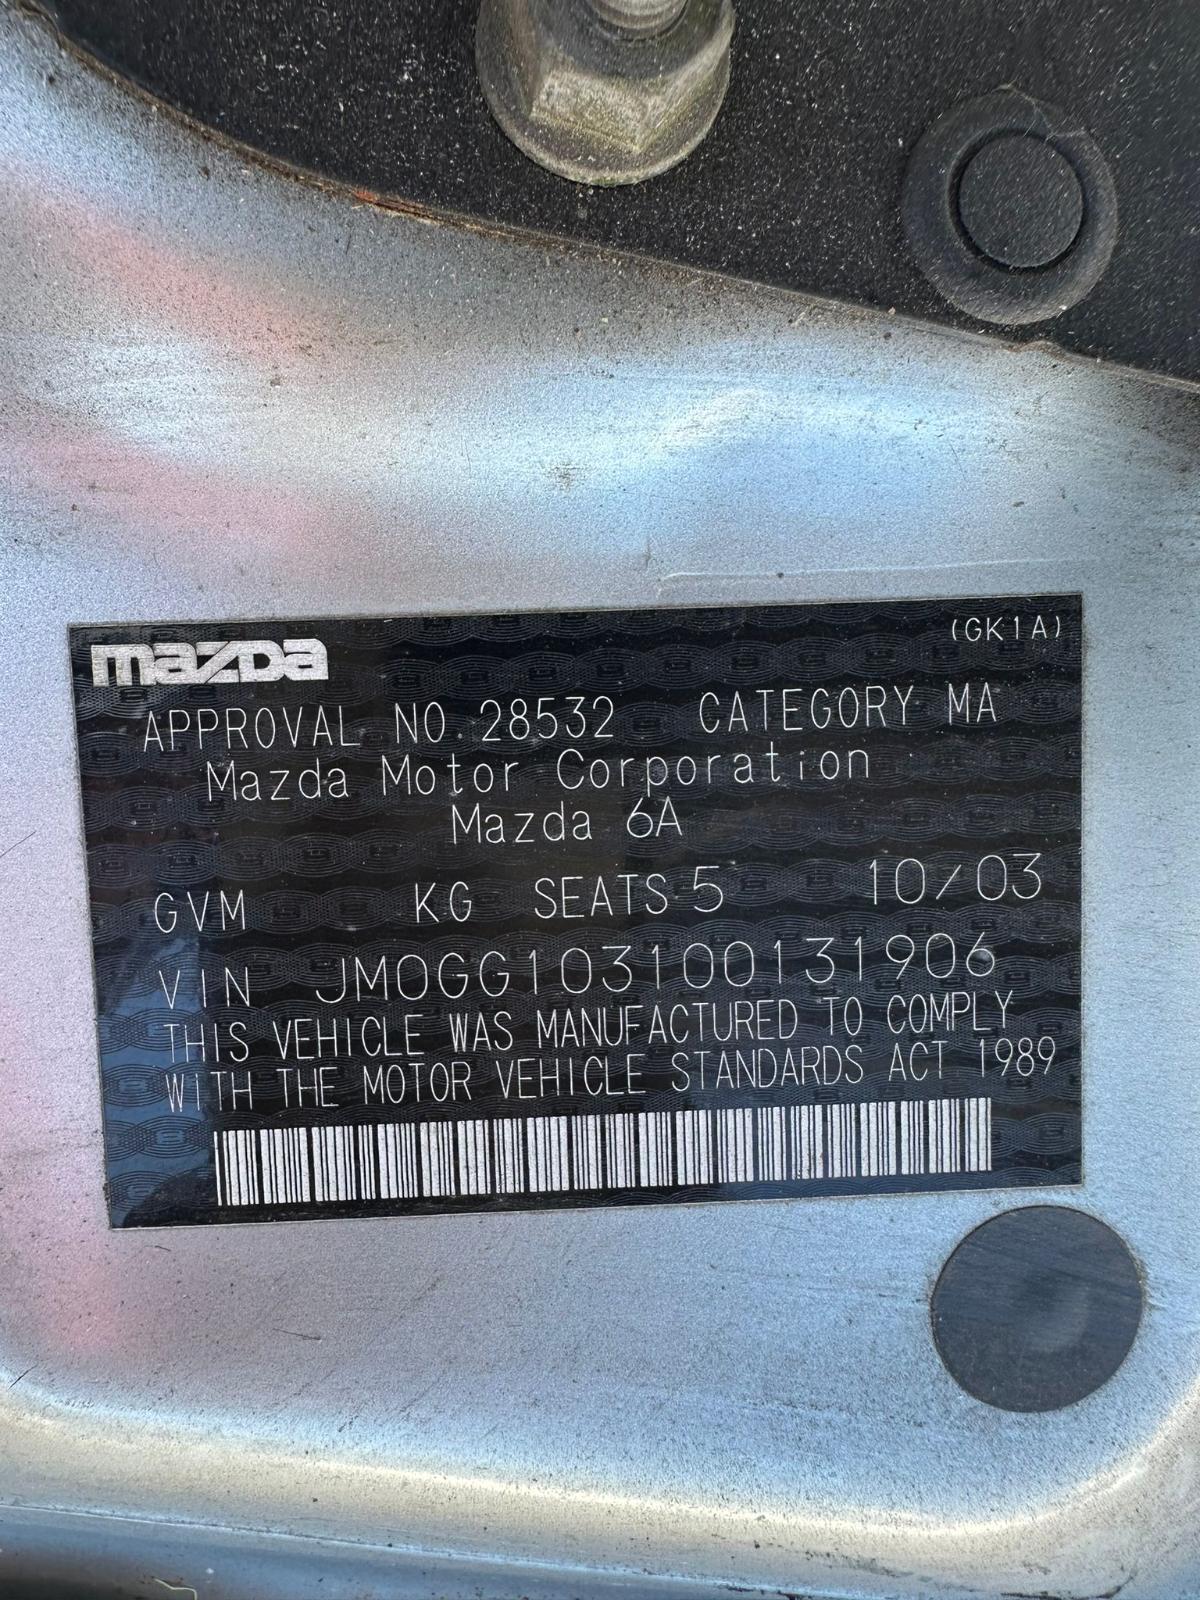 mazda
(GK1A)
APPROVAL NO.28532 CATEGORY MA
Mazda Motor Corporation
Mazda 6A
GVM KG SEATS 5 10/03
VIN JM0GG103100131906
THIS VEHICLE WAS MANUFACTURED TO COMPLY
WITH THE MOTOR VEHICLE STANDARDS ACT 1989